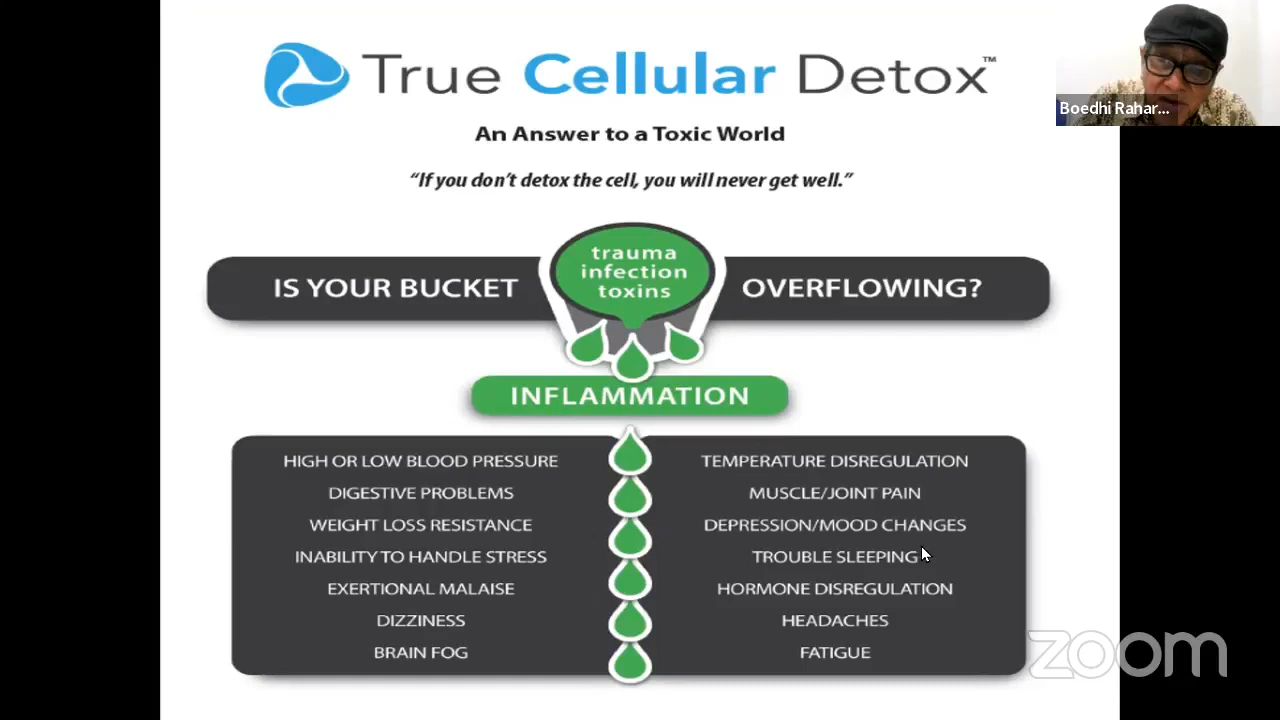 True Cellular Detox™
An Answer to a Toxic World
“If you don’t detox the cell, you will never get well.”
Boedhi Rahar...
trauma
infection
toxins
IS YOUR BUCKET OVERFLOWING?
INFLAMMATION
HIGH OR LOW BLOOD PRESSURE
DIGESTIVE PROBLEMS
WEIGHT LOSS RESISTANCE
INABILITY TO HANDLE STRESS
EXERTIONAL MALAISE
DIZZINESS
BRAIN FOG
TEMPERATURE DISREGULATION
MUSCLE/JOINT PAIN
DEPRESSION/MOOD CHANGES
TROUBLE SLEEPING
HORMONE DISREGULATION
HEADACHES
FATIGUE
zoom